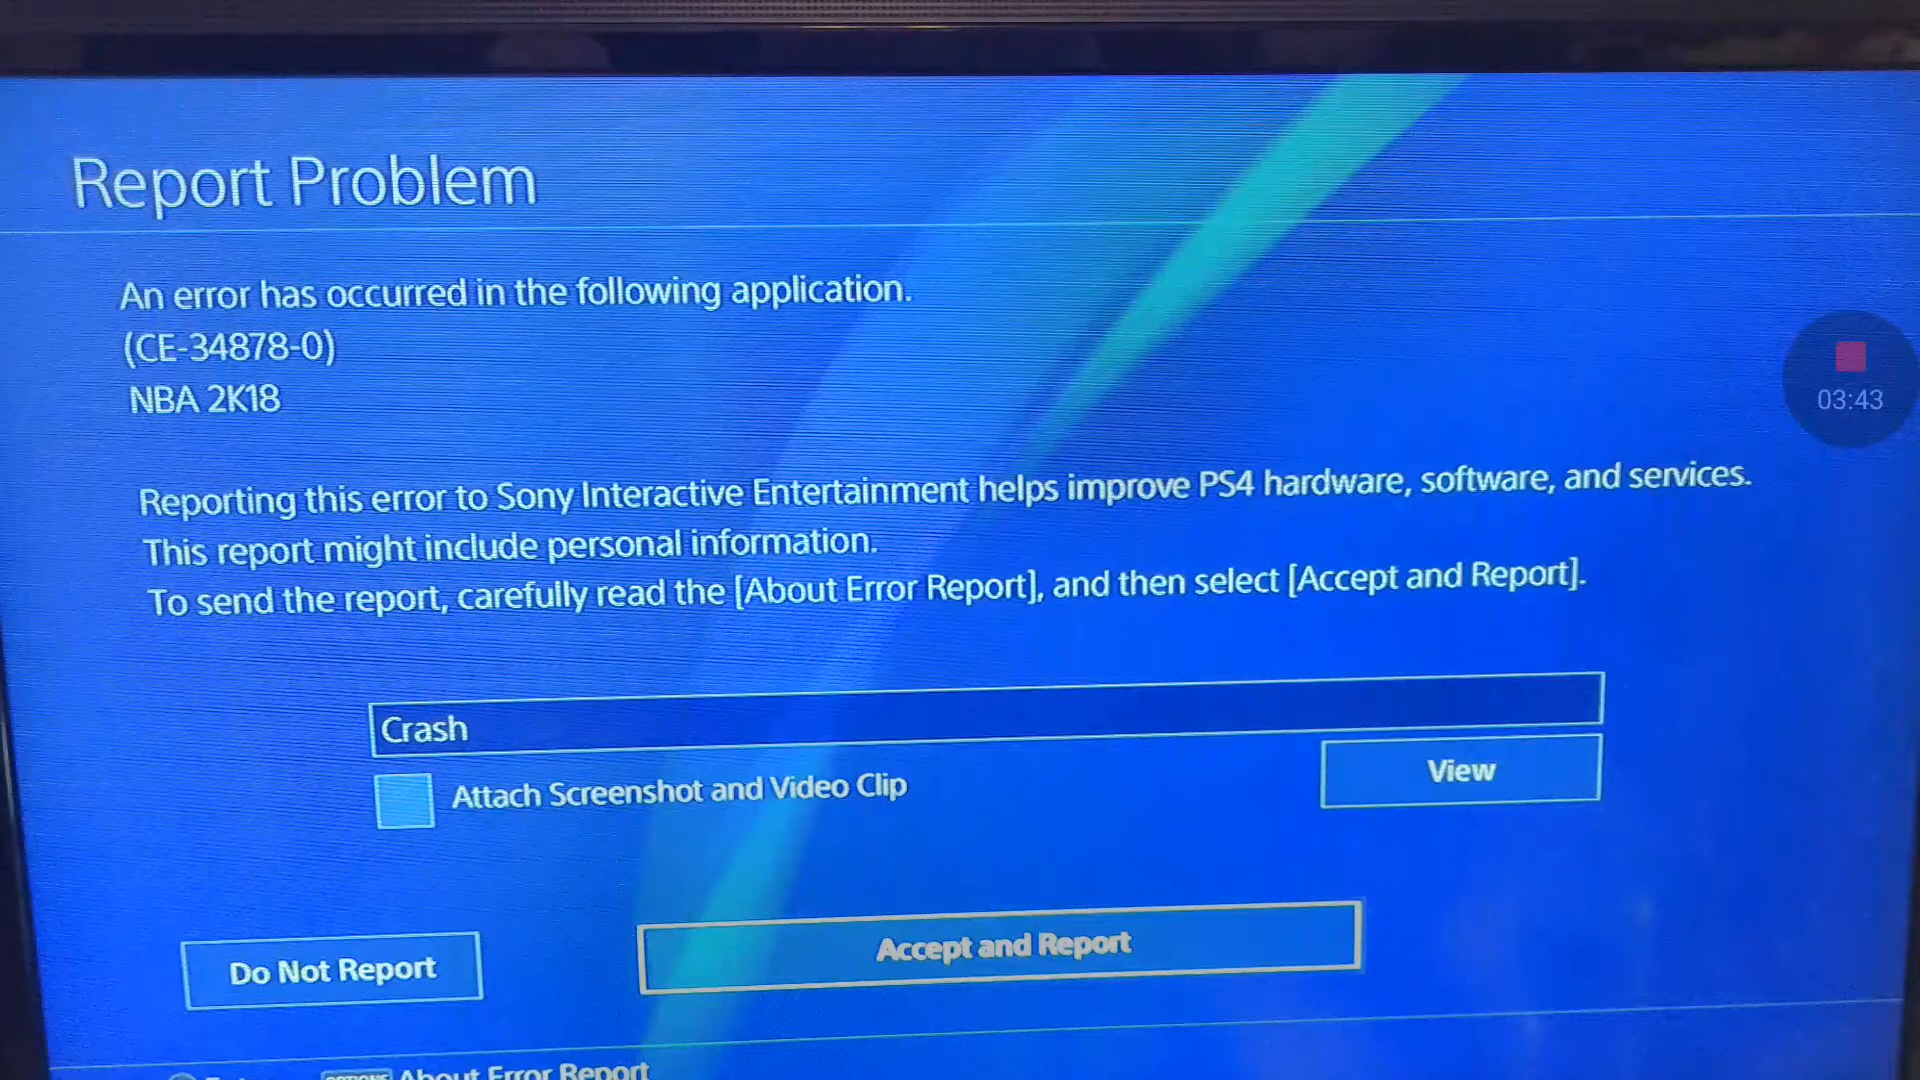 Report Problem
An error has occurred in the following application.
(CE-34878-0)
NBA 2K18
03:43
Reporting this error to Sony Interactive Entertainment helps improve PS4 hardware, software, and services.
This report might include personal information.
To send the report, carefully read the [About Error Report], and then select [Accept and Report].
Crash
Attach Screenshot and Video Clip
View
Do Not Report
Accept and Report
OPTIONS About Error Report